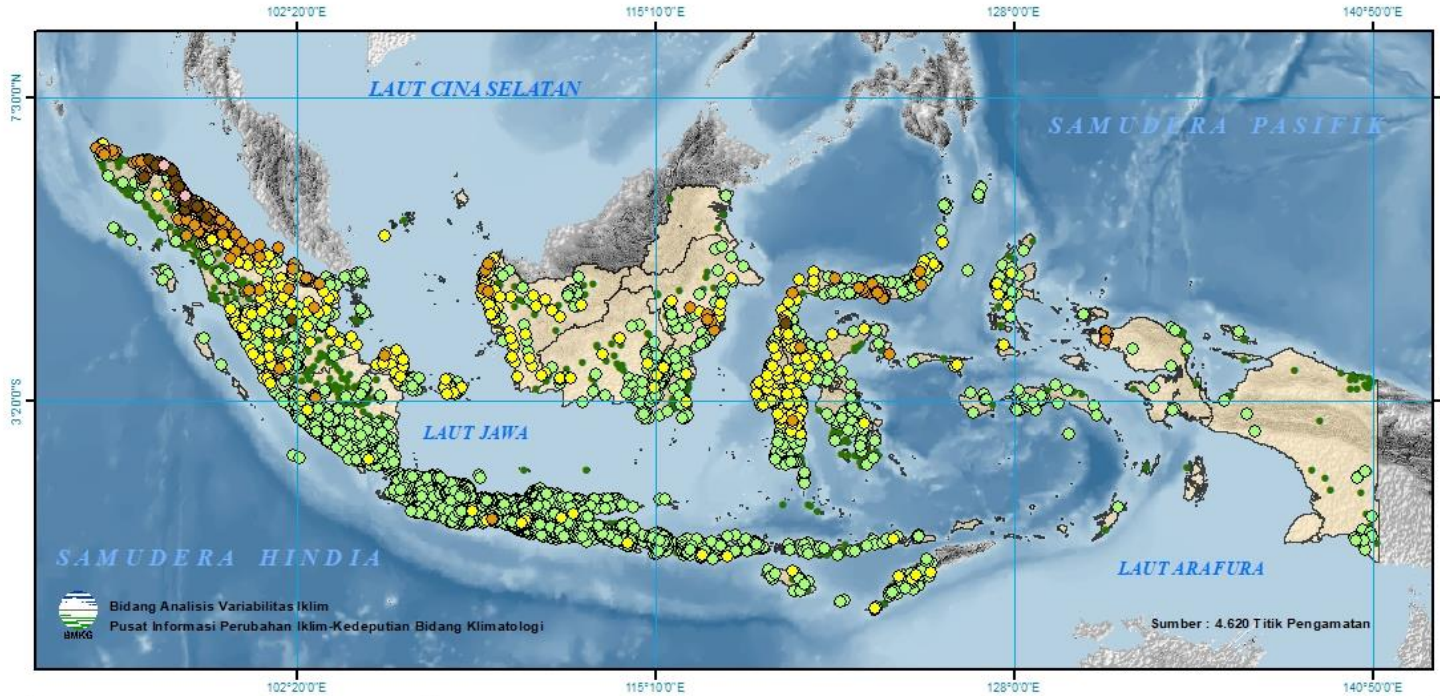 102°20'0"E 115°10'0"E 128°0'0"E 140°50'0"E
7°30'0"N
LAUT CINA SELATAN
SAMUDERA PASIFIK
3°20'0"S
LAUT JAWA
SAMUDERA HINDIA
LAUT ARAFURA
BMKG
Bidang Analisis Variabilitas Iklim
Pusat Informasi Perubahan Iklim-Kedeputian Bidang Klimatologi
Sumber : 4.620 Titik Pengamatan
102°20'0"E 115°10'0"E 128°0'0"E 140°50'0"E